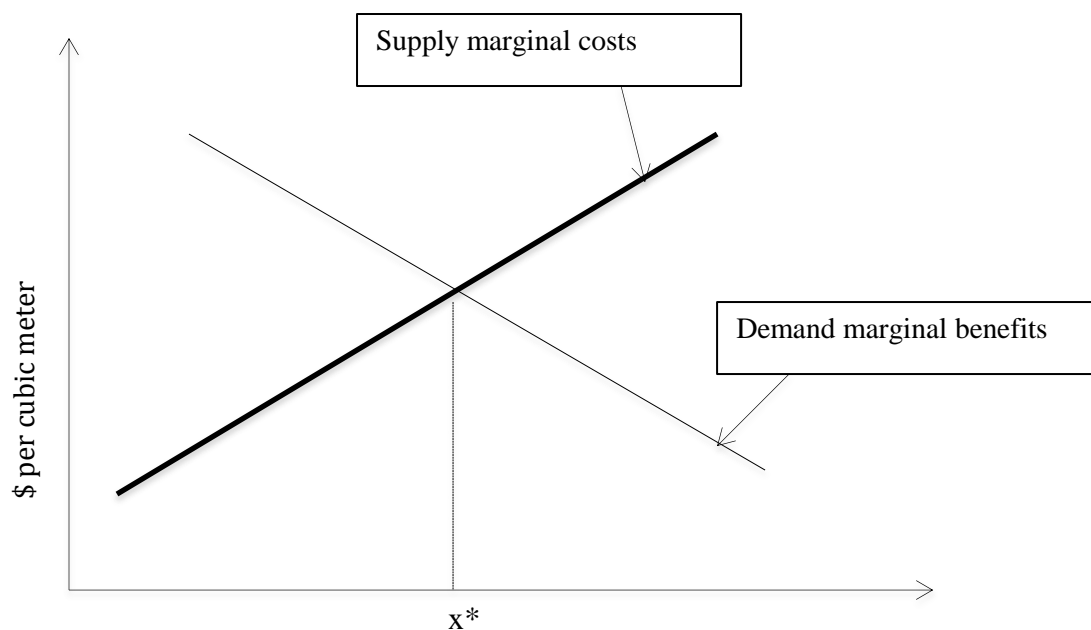 Supply marginal costs
Demand marginal benefits
$ per cubic meter
x*